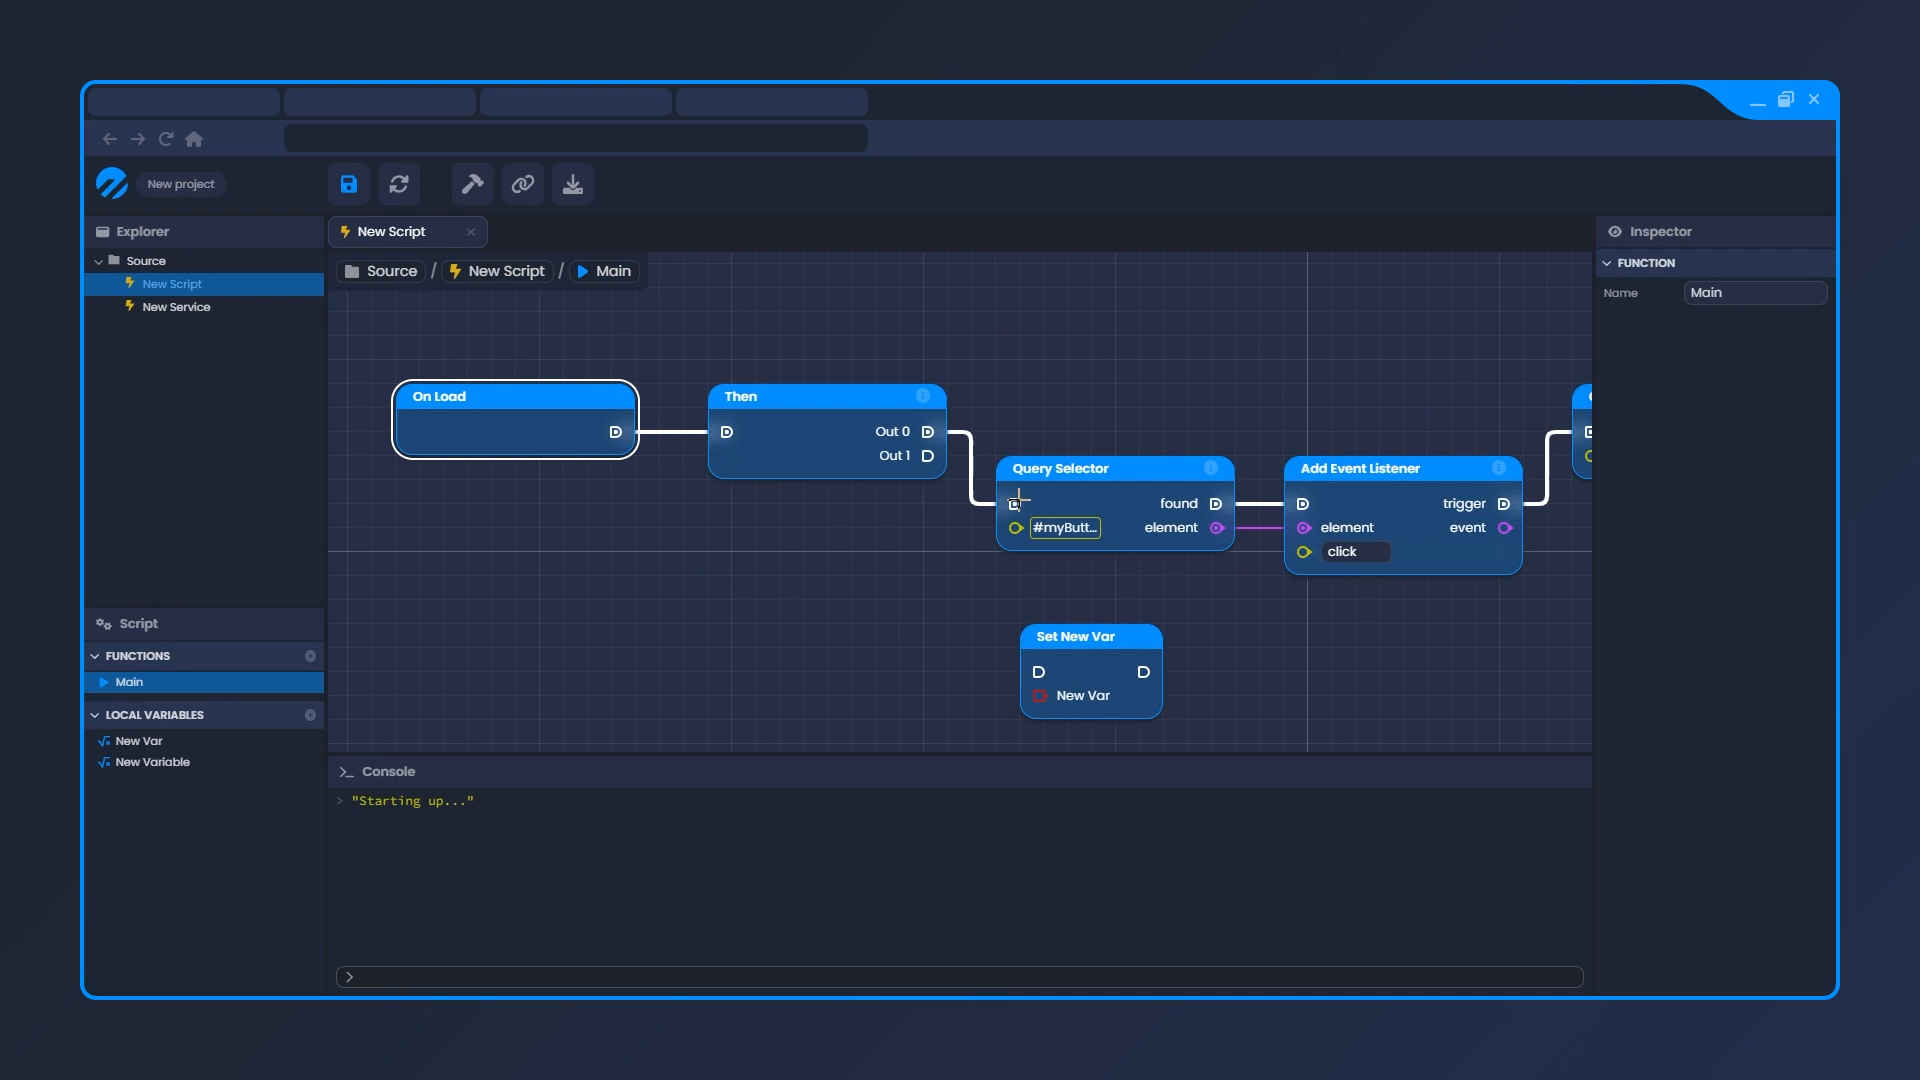 New project
Explorer
Source
New Script
New Service
Script
FUNCTIONS
Main
LOCAL VARIABLES
New Var
New Variable
New Script
Source / New Script / Main
On Load
Then
Out 0
Out 1
Query Selector
found
#myButt...
element
Add Event Listener
trigger
element
event
click
Set New Var
New Var
Console
> "Starting up..."
>
Inspector
FUNCTION
Name
Main